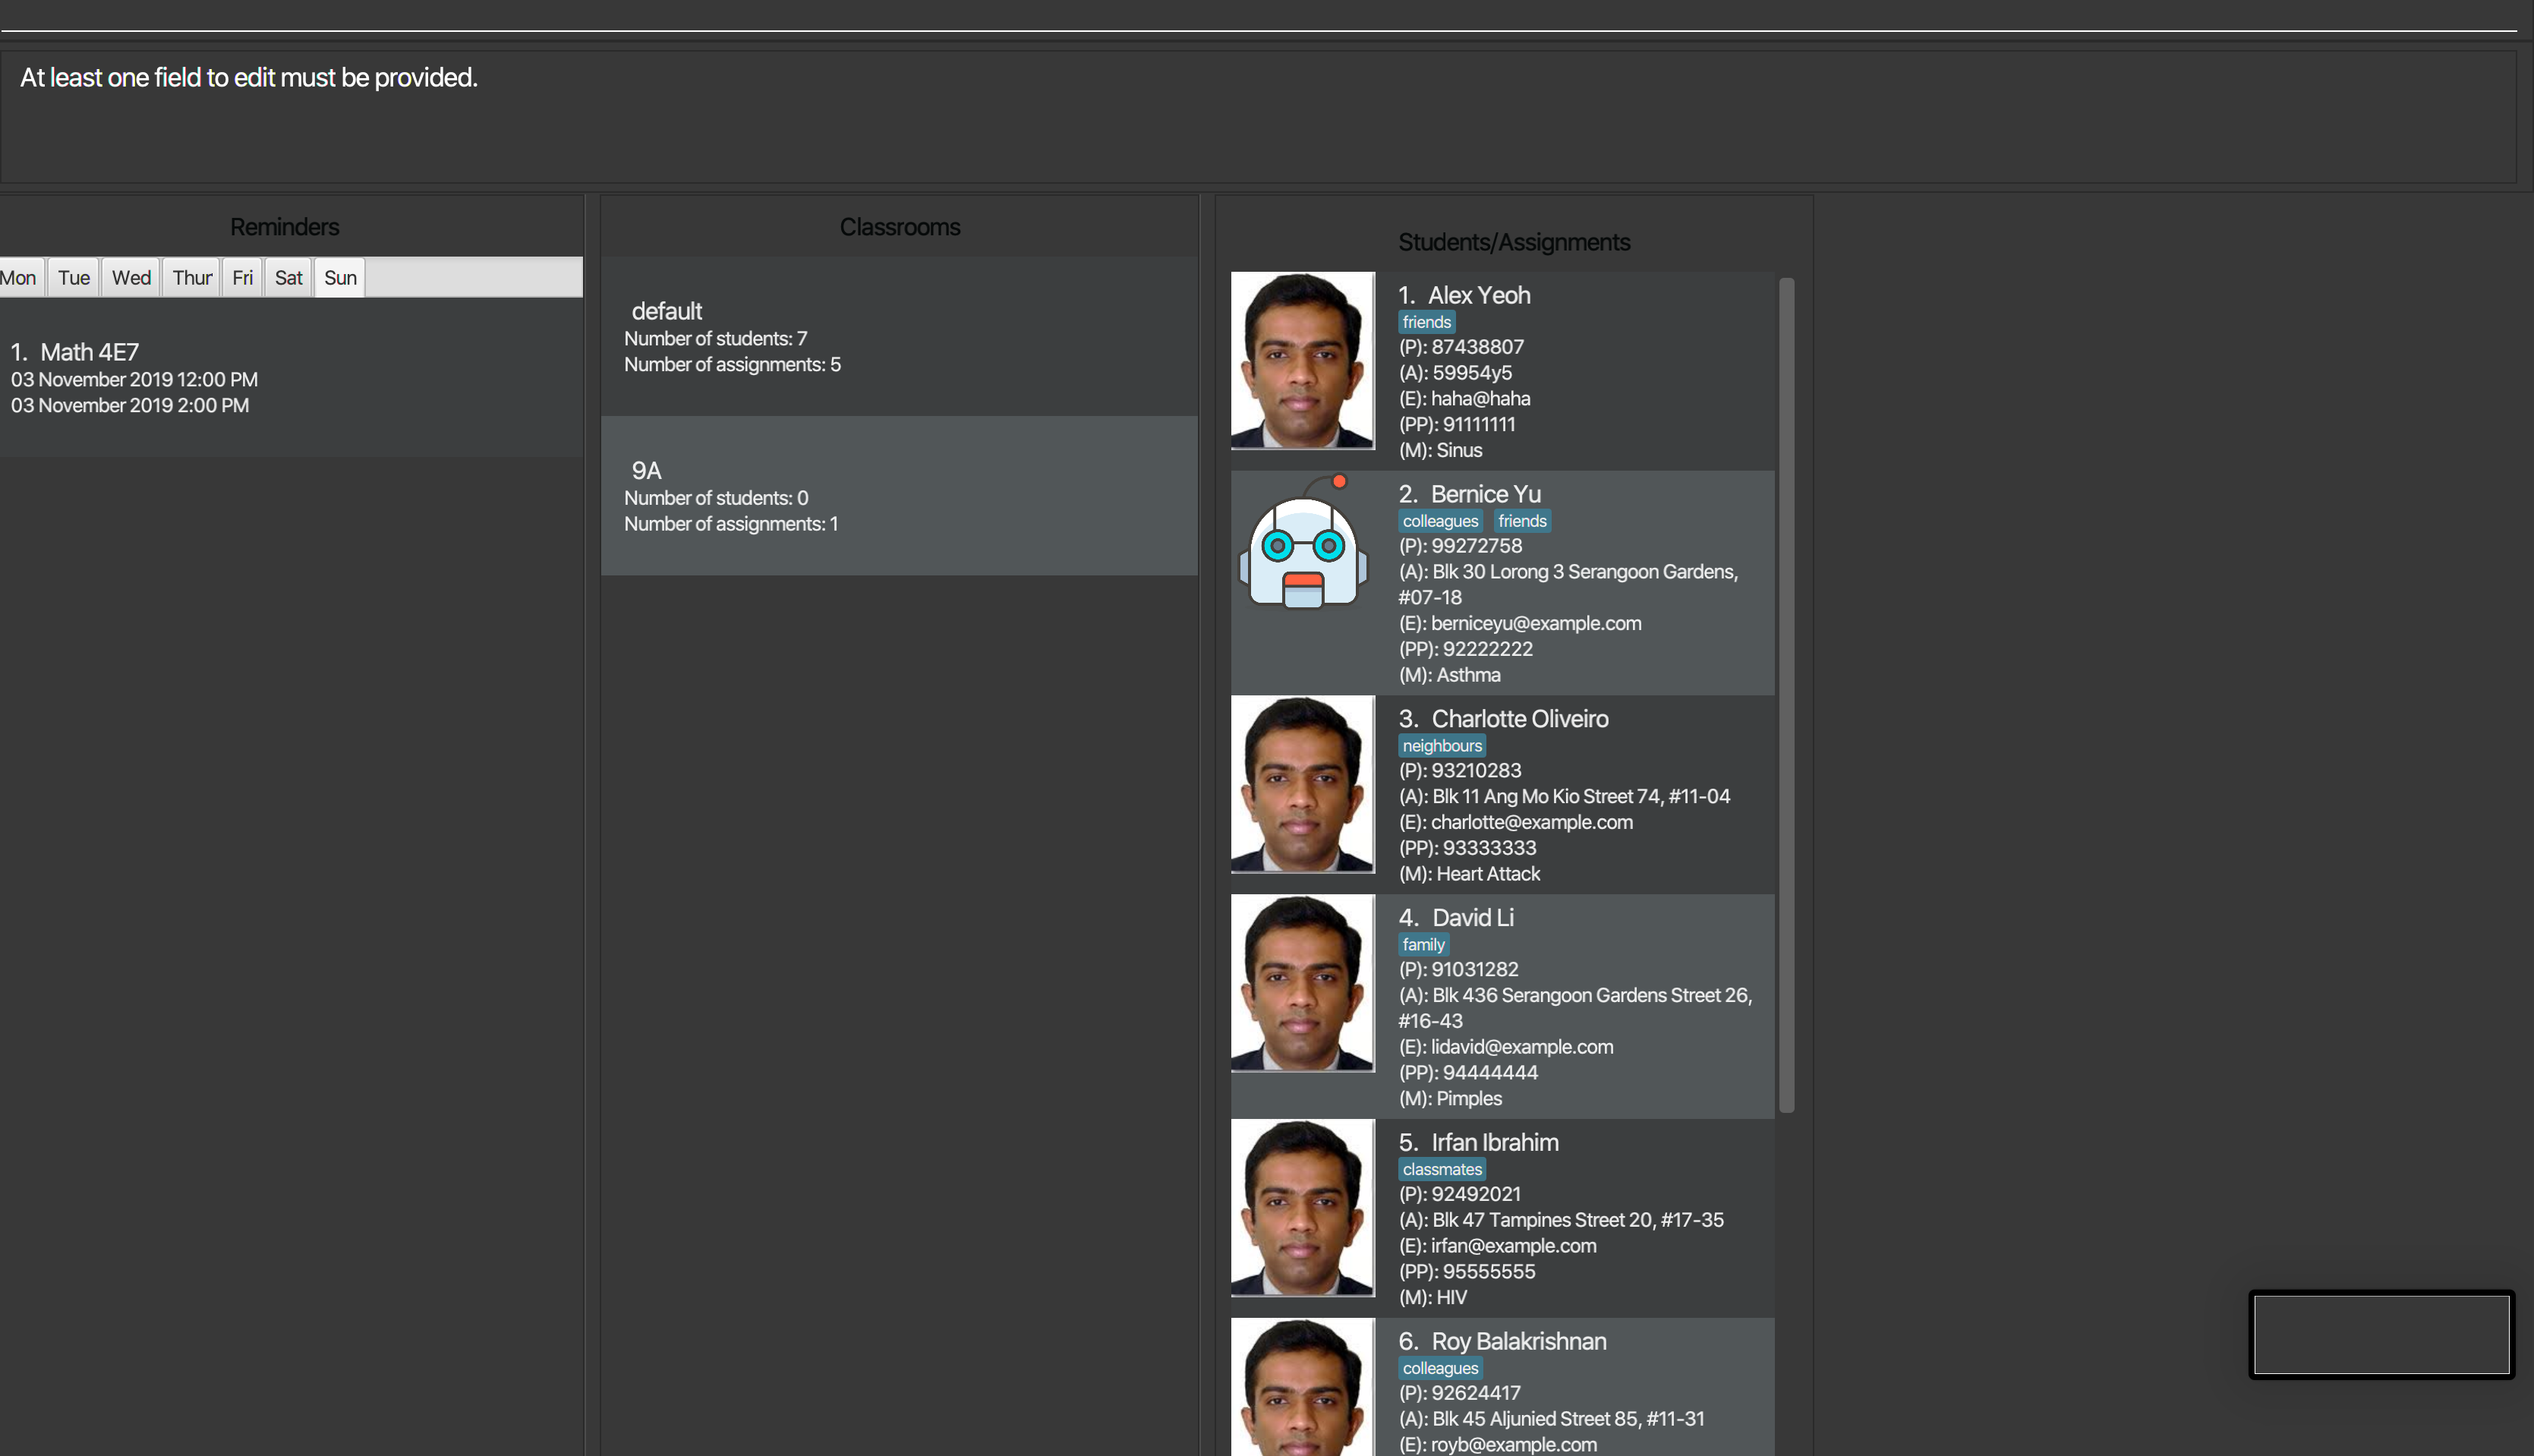 At least one field to edit must be provided.
Reminders
Mon Tue Wed Thur Fri Sat Sun
1. Math 4E7
03 November 2019 12:00 PM
03 November 2019 2:00 PM
Classrooms
default
Number of students: 7
Number of assignments: 5
9A
Number of students: 0
Number of assignments: 1
Students/Assignments
1. Alex Yeoh
friends
(P): 87438807
(A): 59954y5
(E): haha@haha
(PP): 91111111
(M): Sinus
2. Bernice Yu
colleagues friends
(P): 99272758
(A): Blk 30 Lorong 3 Serangoon Gardens,
#07-18
(E): berniceyu@example.com
(PP): 92222222
(M): Asthma
3. Charlotte Oliveiro
neighbours
(P): 93210283
(A): Blk 11 Ang Mo Kio Street 74, #11-04
(E): charlotte@example.com
(PP): 93333333
(M): Heart Attack
4. David Li
family
(P): 91031282
(A): Blk 436 Serangoon Gardens Street 26,
#16-43
(E): lidavid@example.com
(PP): 94444444
(M): Pimples
5. Irfan Ibrahim
classmates
(P): 92492021
(A): Blk 47 Tampines Street 20, #17-35
(E): irfan@example.com
(PP): 95555555
(M): HIV
6. Roy Balakrishnan
colleagues
(P): 92624417
(A): Blk 45 Aljunied Street 85, #11-31
(E): royb@example.com